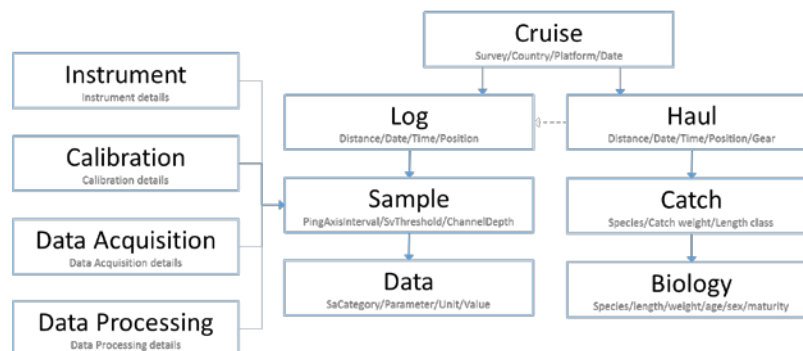 Cruise
Survey/Country/Platform/Date
Instrument
Instrument details
Log
Distance/Date/Time/Position
Haul
Distance/Date/Time/Position/Gear
Calibration
Calibration details
Sample
PingAxisInterval/SvThreshold/ChannelDepth
Catch
Species/Catch weight/Length class
Data Acquisition
Data Acquisition details
Data
SaCategory/Parameter/Unit/Value
Biology
Species/length/weight/age/sex/maturity
Data Processing
Data Processing details